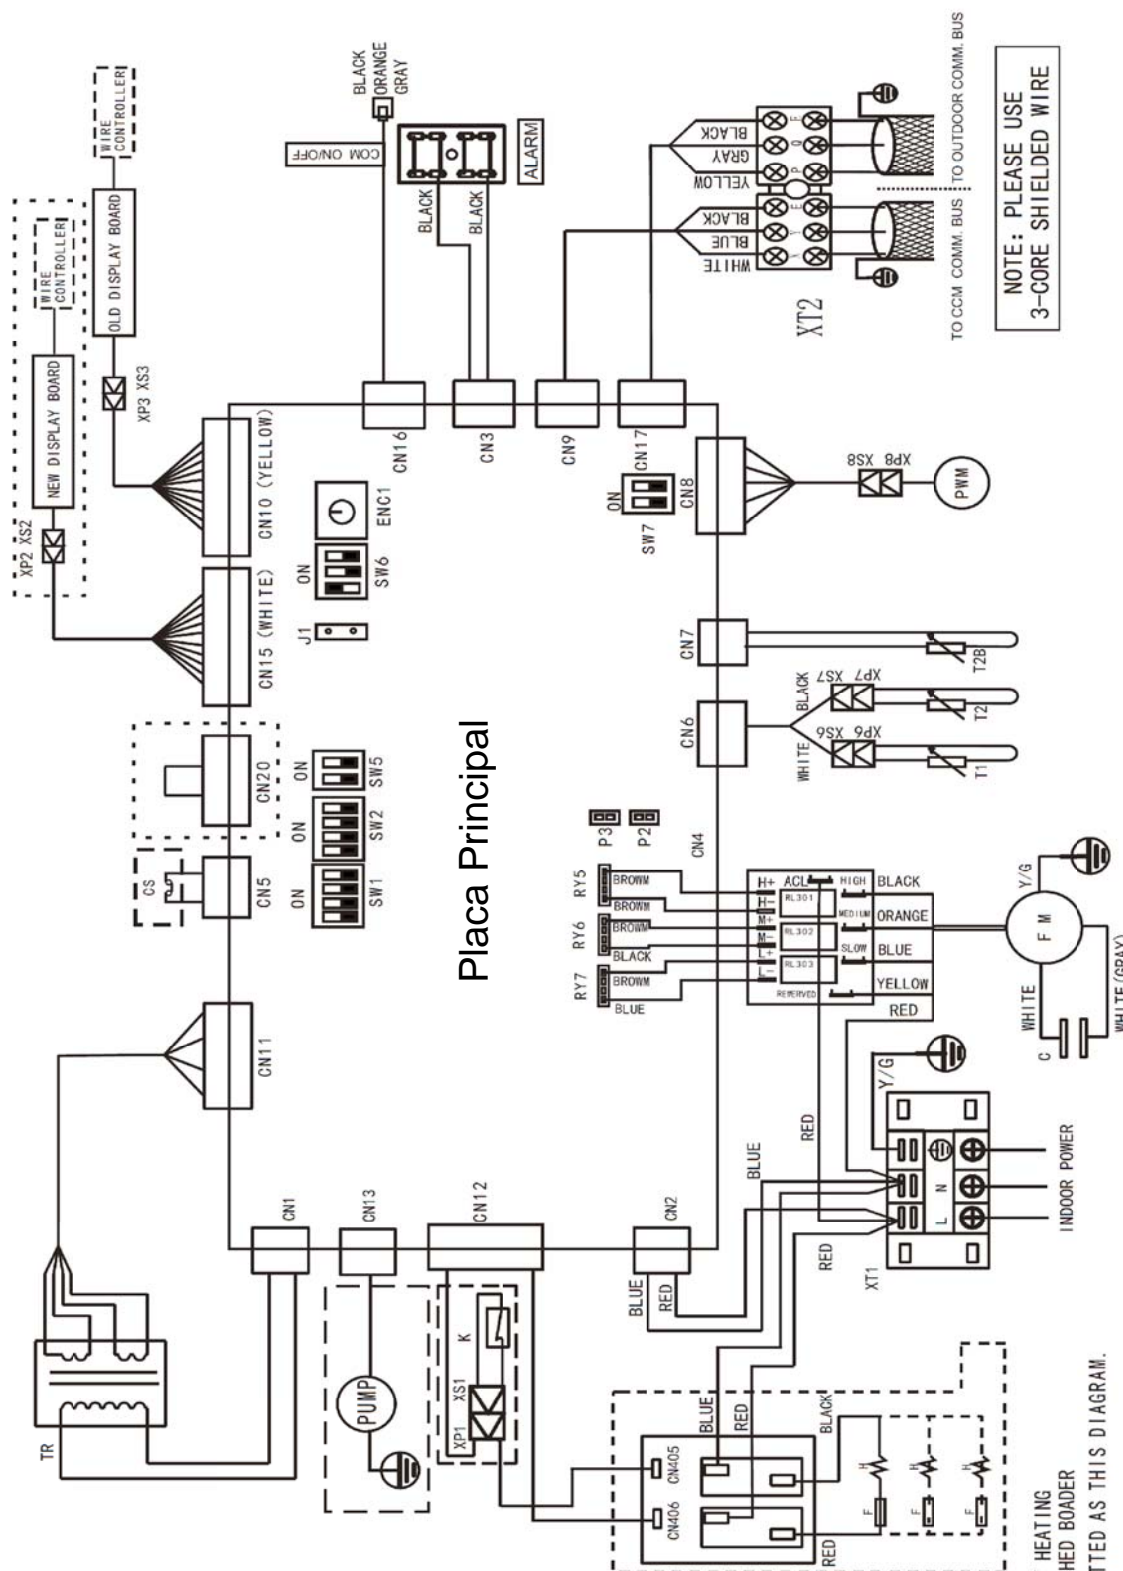 WIRE
CONTROLLER
OLD DISPLAY BOARD
XP3 XS3
WIRE
CONTROLLER
NEW DISPLAY BOARD
XP2 XS2
BLACK
ORANGE
GRAY
COM ON/OFF
ALARM
BLACK
BLACK
CN10 (YELLOW)
CN15 (WHITE)
CN20
CN5
CS
CN11
CN16
CN3
CN9
CN17
CN8
ENC1
ON
SW6
J1
ON
SW5
ON
SW2
ON
SW1
ON
SW7
Placa Principal
YELLOW
GRAY
BLACK
WHITE
BLUE
BLACK
P Q E
X Y E
XT2
TO CCM COMM. BUS
TO OUTDOOR COMM. BUS
NOTE: PLEASE USE
3-CORE SHIELDED WIRE
XS8
XP8
PWM
CN7
T2B
CN6
WHITE
BLACK
XS7
XP7
T2
XS6
XP6
T1
P3
P2
CN4
RY5
BROWM
BROWM
RY6
BROWM
BLACK
RY7
BROWM
BLUE
H+
H-
M+
M-
L+
L-
ACL
RL301
RL302
RL303
HIGH
MEDIUM
SLOW
REMERVED
BLACK
ORANGE
BLUE
YELLOW
RED
Y/G
F M
WHITE
WHITE(GRAY)
C
Y/G
RED
BLUE
RED
L N
XT1
INDOOR POWER
CN1
CN13
CN12
CN2
BLUE
RED
TR
PUMP
K
XP1
XS1
CN405
CN406
BLUE
RED
BLACK
RED
F
H
F
H
F
H
HEATING
HED BOADER
TTED AS THIS DIAGRAM.